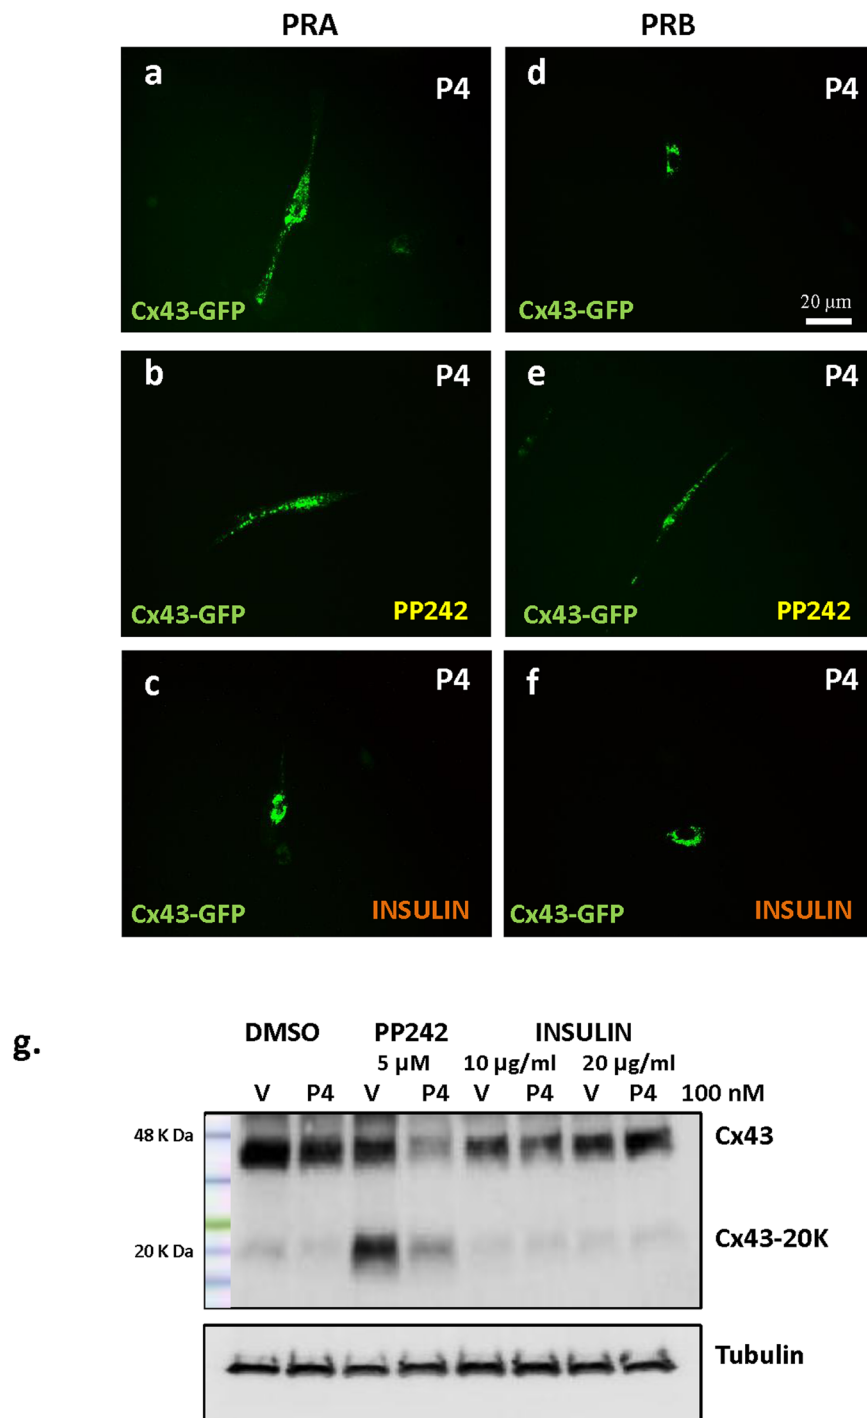 PRA PRB
a P4 d P4
Cx43-GFP Cx43-GFP 20 µm
b P4 e P4
Cx43-GFP PP242 Cx43-GFP PP242
c P4 f P4
Cx43-GFP INSULIN Cx43-GFP INSULIN
g. DMSO PP242 INSULIN
5 µM 10 µg/ml 20 µg/ml
V P4 V P4 V P4 V P4 100 nM
48 K Da Cx43
20 K Da Cx43-20K
Tubulin